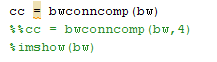 cc = bwconncomp(bw)
%%cc = bwconncomp(bw,4)
%imshow(bw)